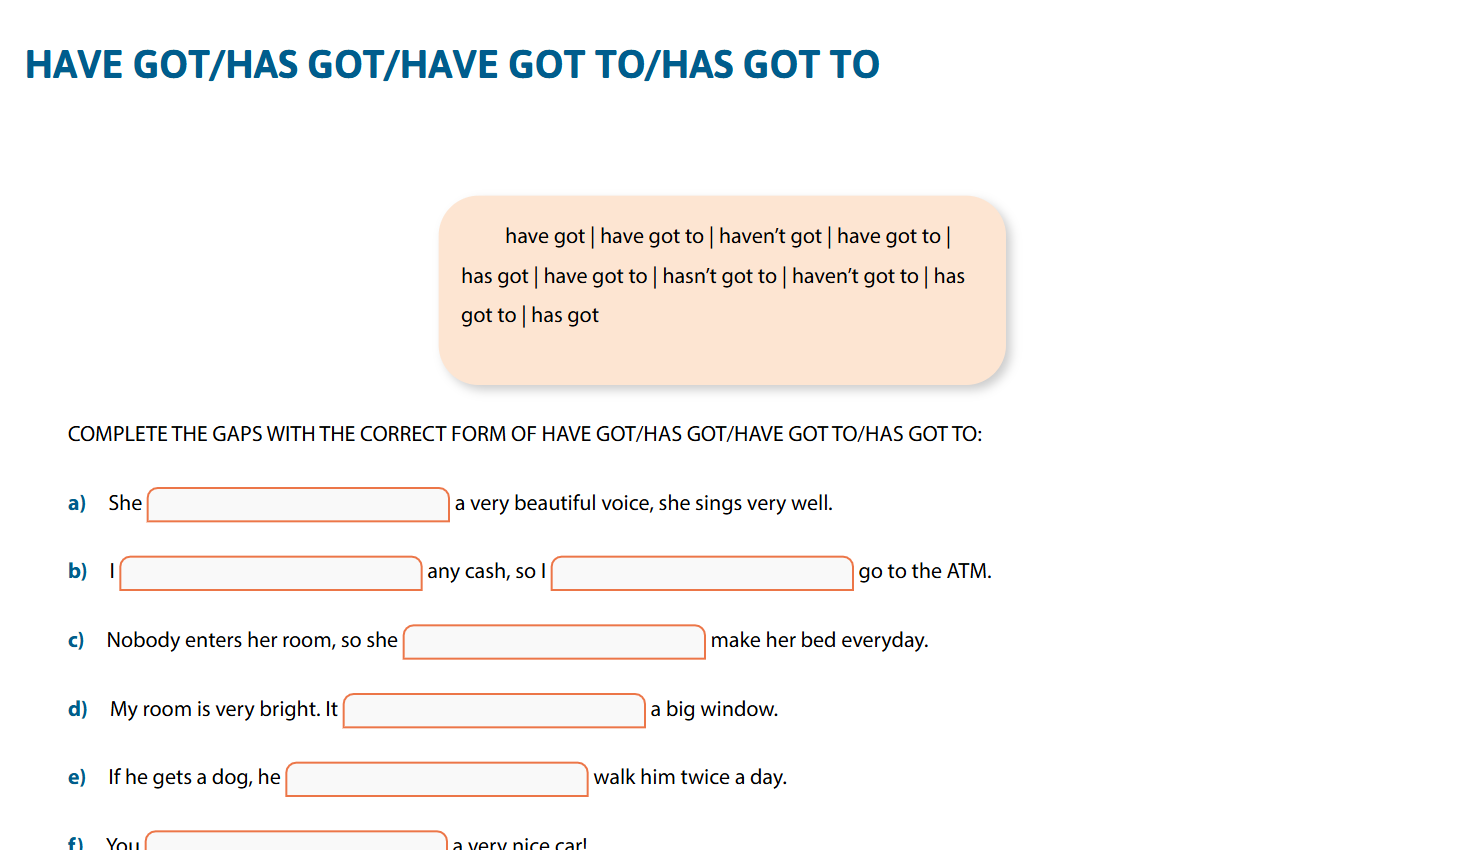 HAVE GOT/HAS GOT/HAVE GOT TO/HAS GOT TO
have got | have got to | haven’t got | have got to |
has got | have got to | hasn’t got to | haven’t got to | has
got to | has got
COMPLETE THE GAPS WITH THE CORRECT FORM OF HAVE GOT/HAS GOT/HAVE GOT TO/HAS GOT TO:
a) She a very beautiful voice, she sings very well.
b) I any cash, so I go to the ATM.
c) Nobody enters her room, so she make her bed everyday.
d) My room is very bright. It a big window.
e) If he gets a dog, he walk him twice a day.
f) You a very nice car!